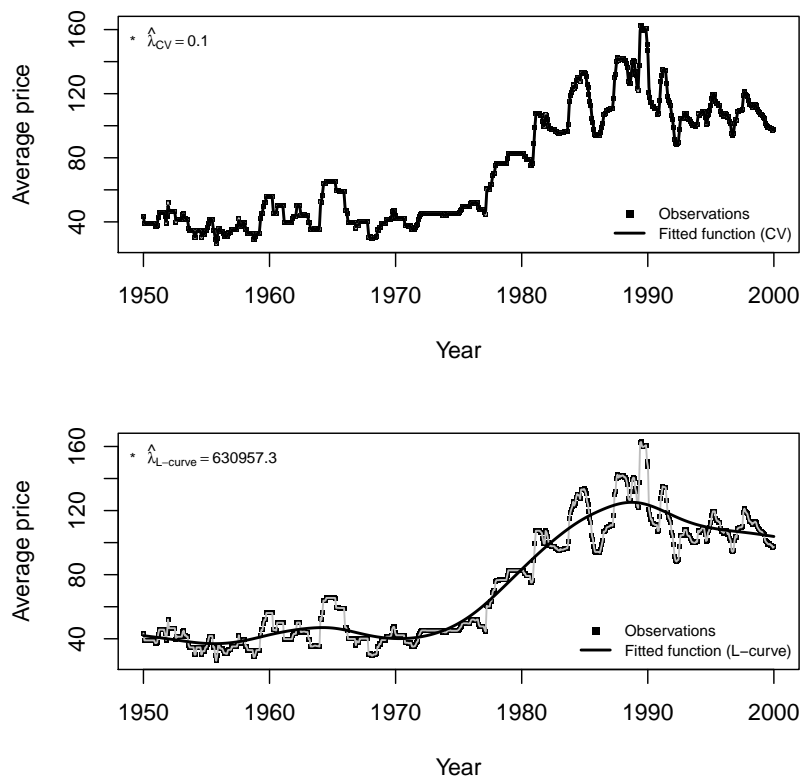 * λ̂CV = 0.1
Average price
160
120
80
40
Observations
Fitted function (CV)
1950 1960 1970 1980 1990 2000
Year
* λ̂L−curve = 630957.3
Average price
160
120
80
40
Observations
Fitted function (L−curve)
1950 1960 1970 1980 1990 2000
Year